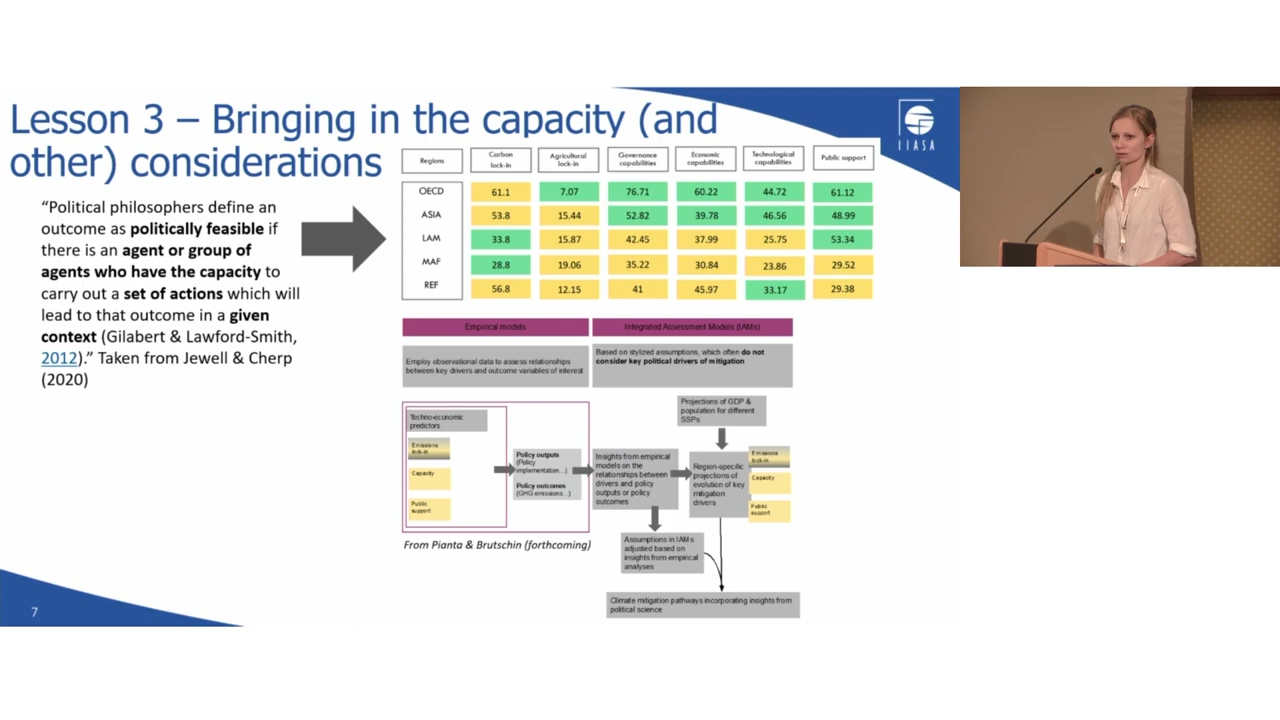 Lesson 3 – Bringing in the capacity (and
other) considerations
IIASA
“Political philosophers define an
outcome as politically feasible if
there is an agent or group of
agents who have the capacity to
carry out a set of actions which will
lead to that outcome in a given
context (Gilabert & Lawford-Smith,
2012).” Taken from Jewell & Cherp
(2020)
Regions
Carbon
lock-in
Agricultural
lock-in
Governance
capabilities
Economic
capabilities
Technological
capabilities
Public support
OECD 61.1 7.07 76.71 60.22 44.72 61.12
ASIA 53.8 15.44 52.82 39.78 46.56 48.99
LAM 33.8 15.87 42.45 37.99 25.75 53.34
MAF 28.8 19.06 35.22 30.84 23.86 29.52
REF 56.8 12.15 41 45.97 33.17 29.38
Empirical models
Integrated Assessment Models (IAMs)
Employ observational data to assess relationships
between key drivers and outcome variables of interest
Based on stylized assumptions, which often do not
consider key political drivers of mitigation
Techno-economic
predictors
Emissions
lock-in
Capacity
Public
support
Policy outputs
(Policy
implementation...)
Policy outcomes
(GHG emissions...)
Insights from empirical
models on the
relationships between
drivers and policy
outputs or policy
outcomes
Projections of GDP &
population for different
SSPs
Region-specific
projections of
evolution of key
mitigation
drivers
Emissions
lock-in
Capacity
Public
support
Assumptions in IAMs
adjusted based on
insights from empirical
analyses
From Pianta & Brutschin (forthcoming)
Climate mitigation pathways incorporating insights from
political science
7